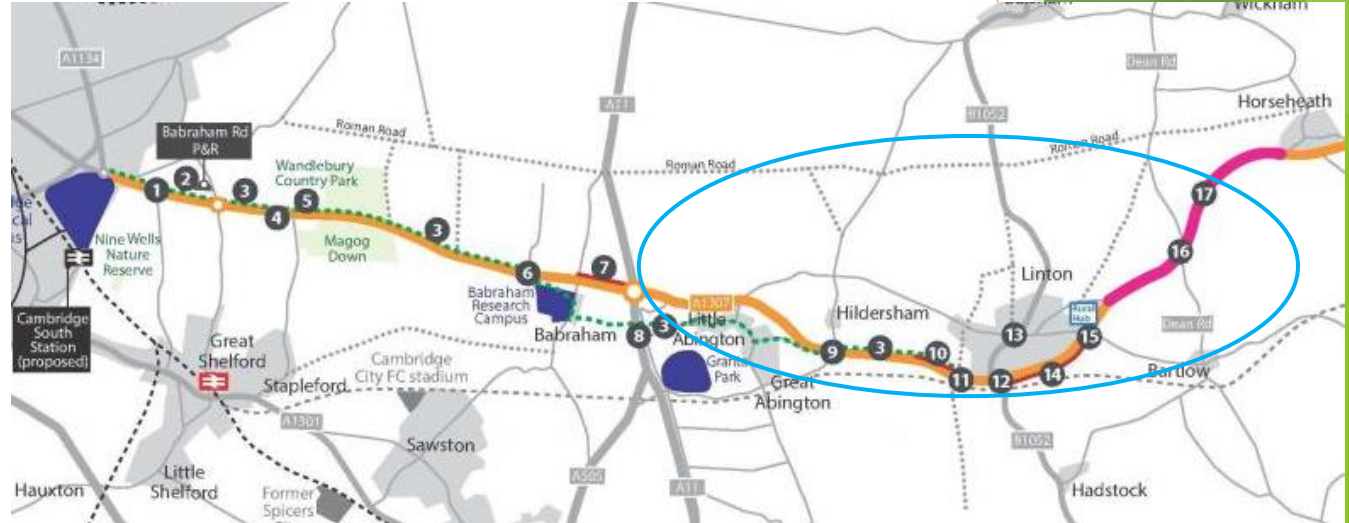 Wickham
A1134
Dean Rd
A11
B1052
Horseheath
Babraham Rd
P&R
Roman Road
Roman Road
Roman Road
Wandlebury
Country Park
1
2
3
4
5
3
17
16
Nine Wells
Nature
Reserve
Magog
Down
6
7
Linton
Babraham
Research
Campus
A1307
Rural
Hub
Cambridge
South
Station
(proposed)
Hildersham
Dean Rd
Babraham
8
3
Little
Abington
9
3
10
13
15
Great
Shelford
Cambridge
City FC stadium
Granta
Park
11
12
14
Bartlow
Stapleford
Great
Abington
A1301
Sawston
B1052
Little
Shelford
Hauxton
Former
Spicers
A505
A11
Hadstock